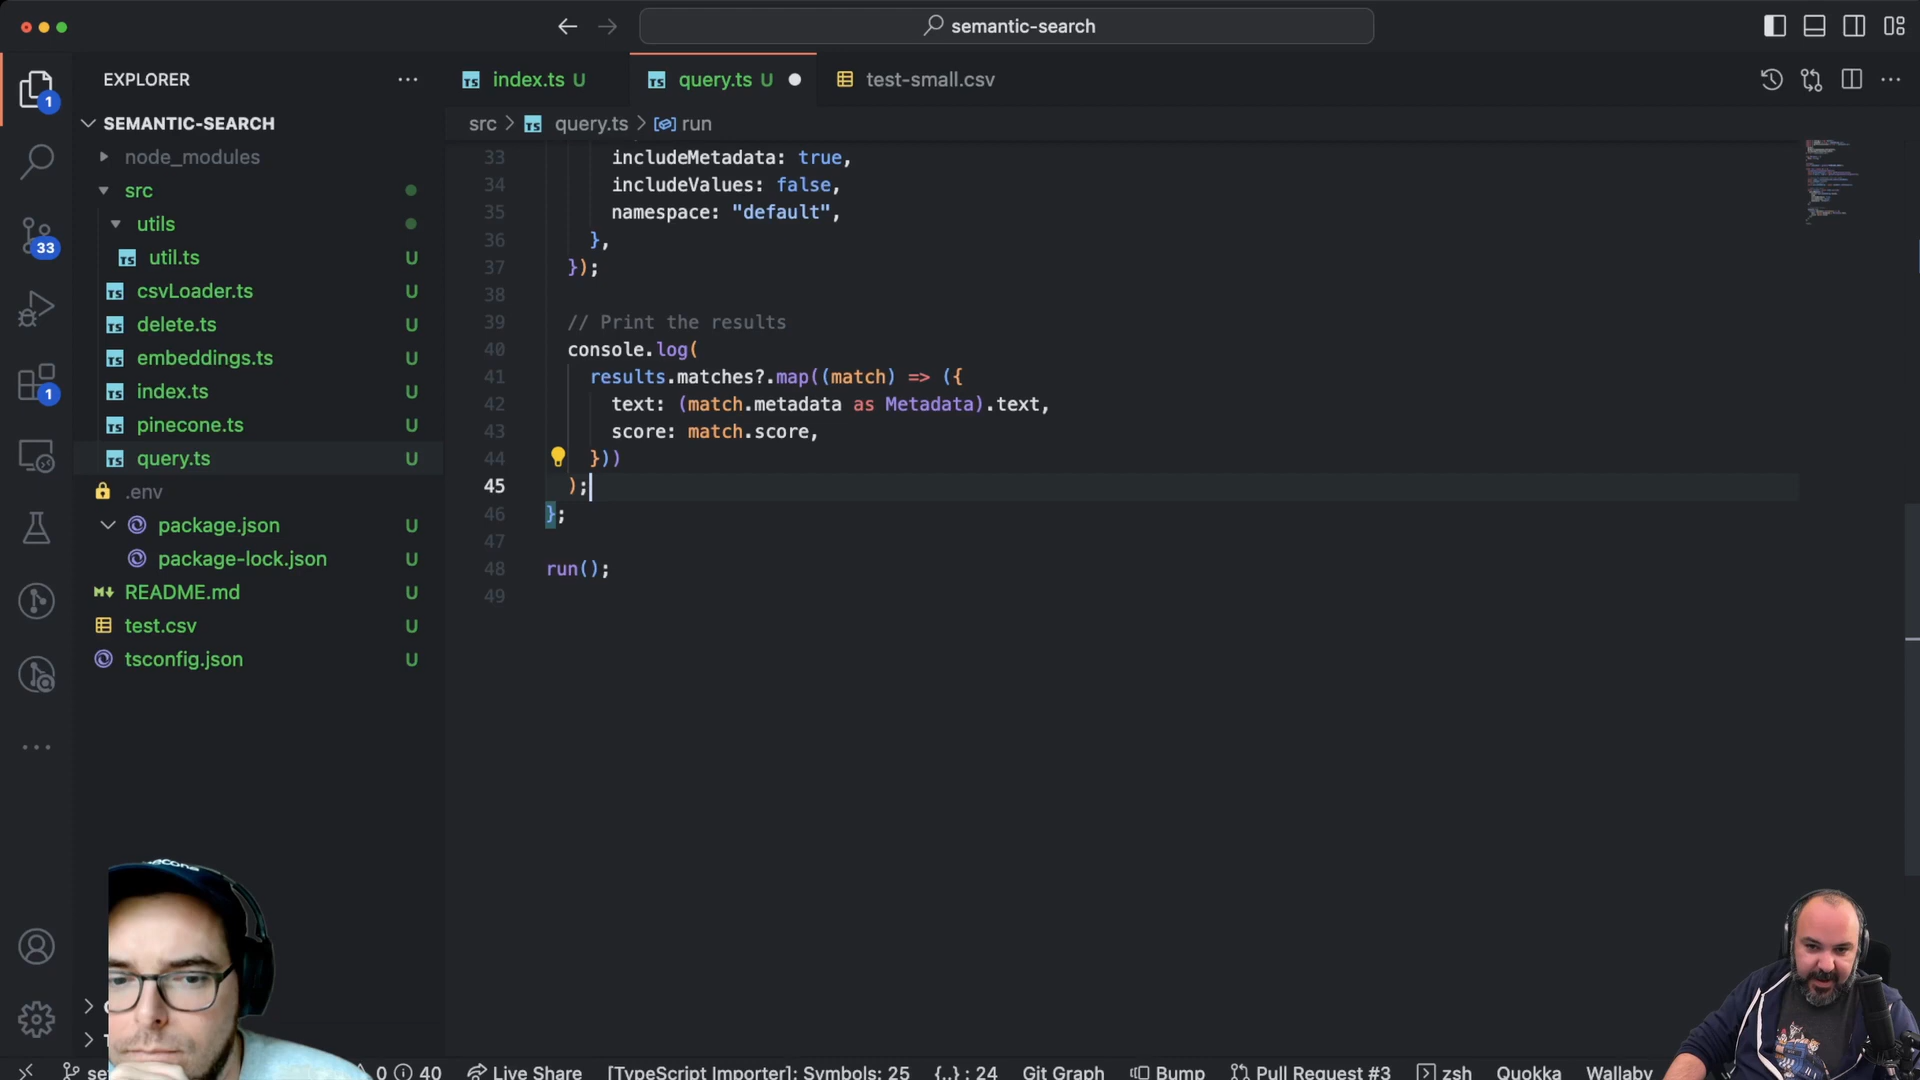 semantic-search
EXPLORER
index.ts U
query.ts U
test-small.csv
SEMANTIC-SEARCH
src
query.ts
run
node_modules
src
utils
util.ts U
csvLoader.ts U
delete.ts U
embeddings.ts U
index.ts U
pinecone.ts U
query.ts U
.env
package.json U
package-lock.json U
README.md U
test.csv U
tsconfig.json U
1
33
1
33 includeMetadata: true,
34 includeValues: false,
35 namespace: "default",
36 },
37 });
38
39 // Print the results
40 console.log(
41 results.matches?.map((match) => ({
42 text: (match.metadata as Metadata).text,
43 score: match.score,
44 }))
45 );
46 };
47
48 run();
49
0 40 Live Share [TypeScript Importer]: Symbols: 25 {..} : 24 Git Graph Bump Pull Request #3 zsh Quokka Wallaby